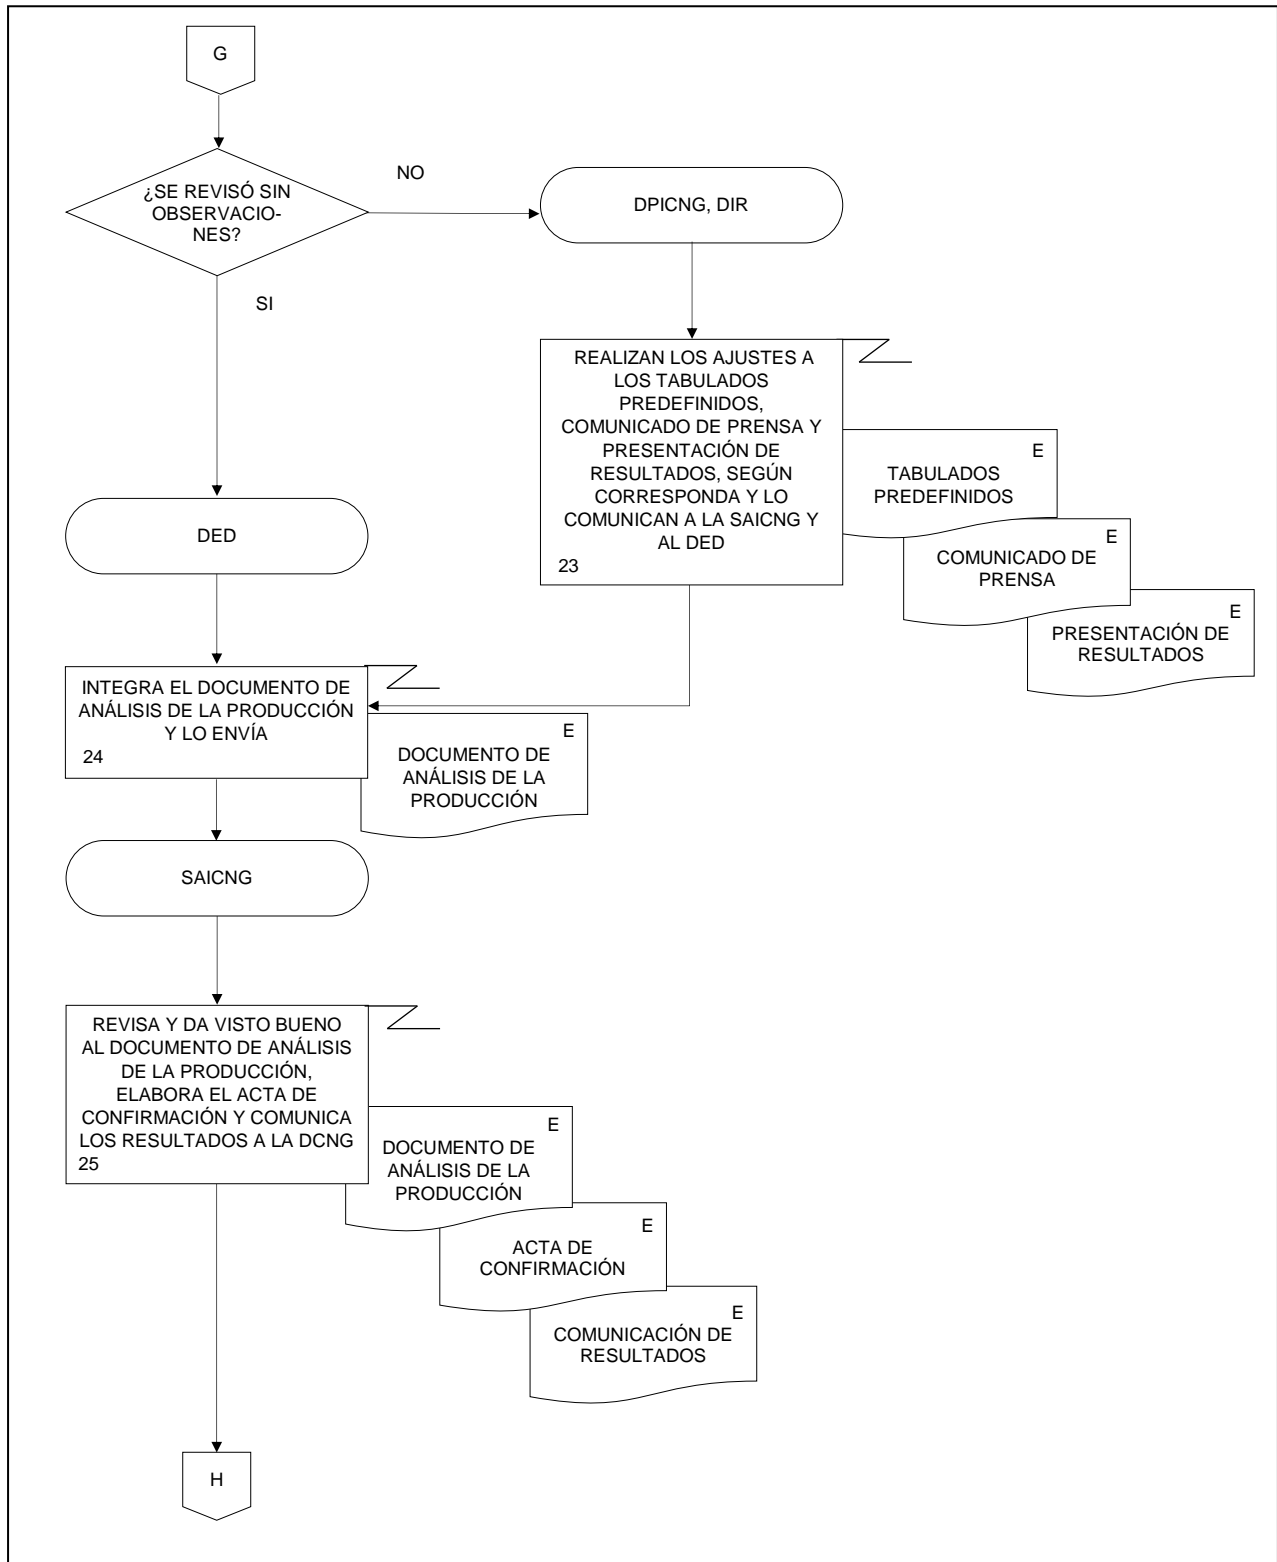 G
¿SE REVISÓ SIN
OBSERVACIO-
NES?
NO
DPICNG, DIR
SI
REALIZAN LOS AJUSTES A
LOS TABULADOS
PREDEFINIDOS,
COMUNICADO DE PRENSA Y
PRESENTACIÓN DE
RESULTADOS, SEGÚN
CORRESPONDA Y LO
COMUNICAN A LA SAICNG Y
AL DED
23
E
TABULADOS
PREDEFINIDOS
E
COMUNICADO DE
PRENSA
E
PRESENTACIÓN DE
RESULTADOS
DED
INTEGRA EL DOCUMENTO DE
ANÁLISIS DE LA PRODUCCIÓN
Y LO ENVÍA
24
E
DOCUMENTO DE
ANÁLISIS DE LA
PRODUCCIÓN
SAICNG
REVISA Y DA VISTO BUENO
AL DOCUMENTO DE ANÁLISIS
DE LA PRODUCCIÓN,
ELABORA EL ACTA DE
CONFIRMACIÓN Y COMUNICA
LOS RESULTADOS A LA DCNG
25
E
DOCUMENTO DE
ANÁLISIS DE LA
PRODUCCIÓN
E
ACTA DE
CONFIRMACIÓN
E
COMUNICACIÓN DE
RESULTADOS
H